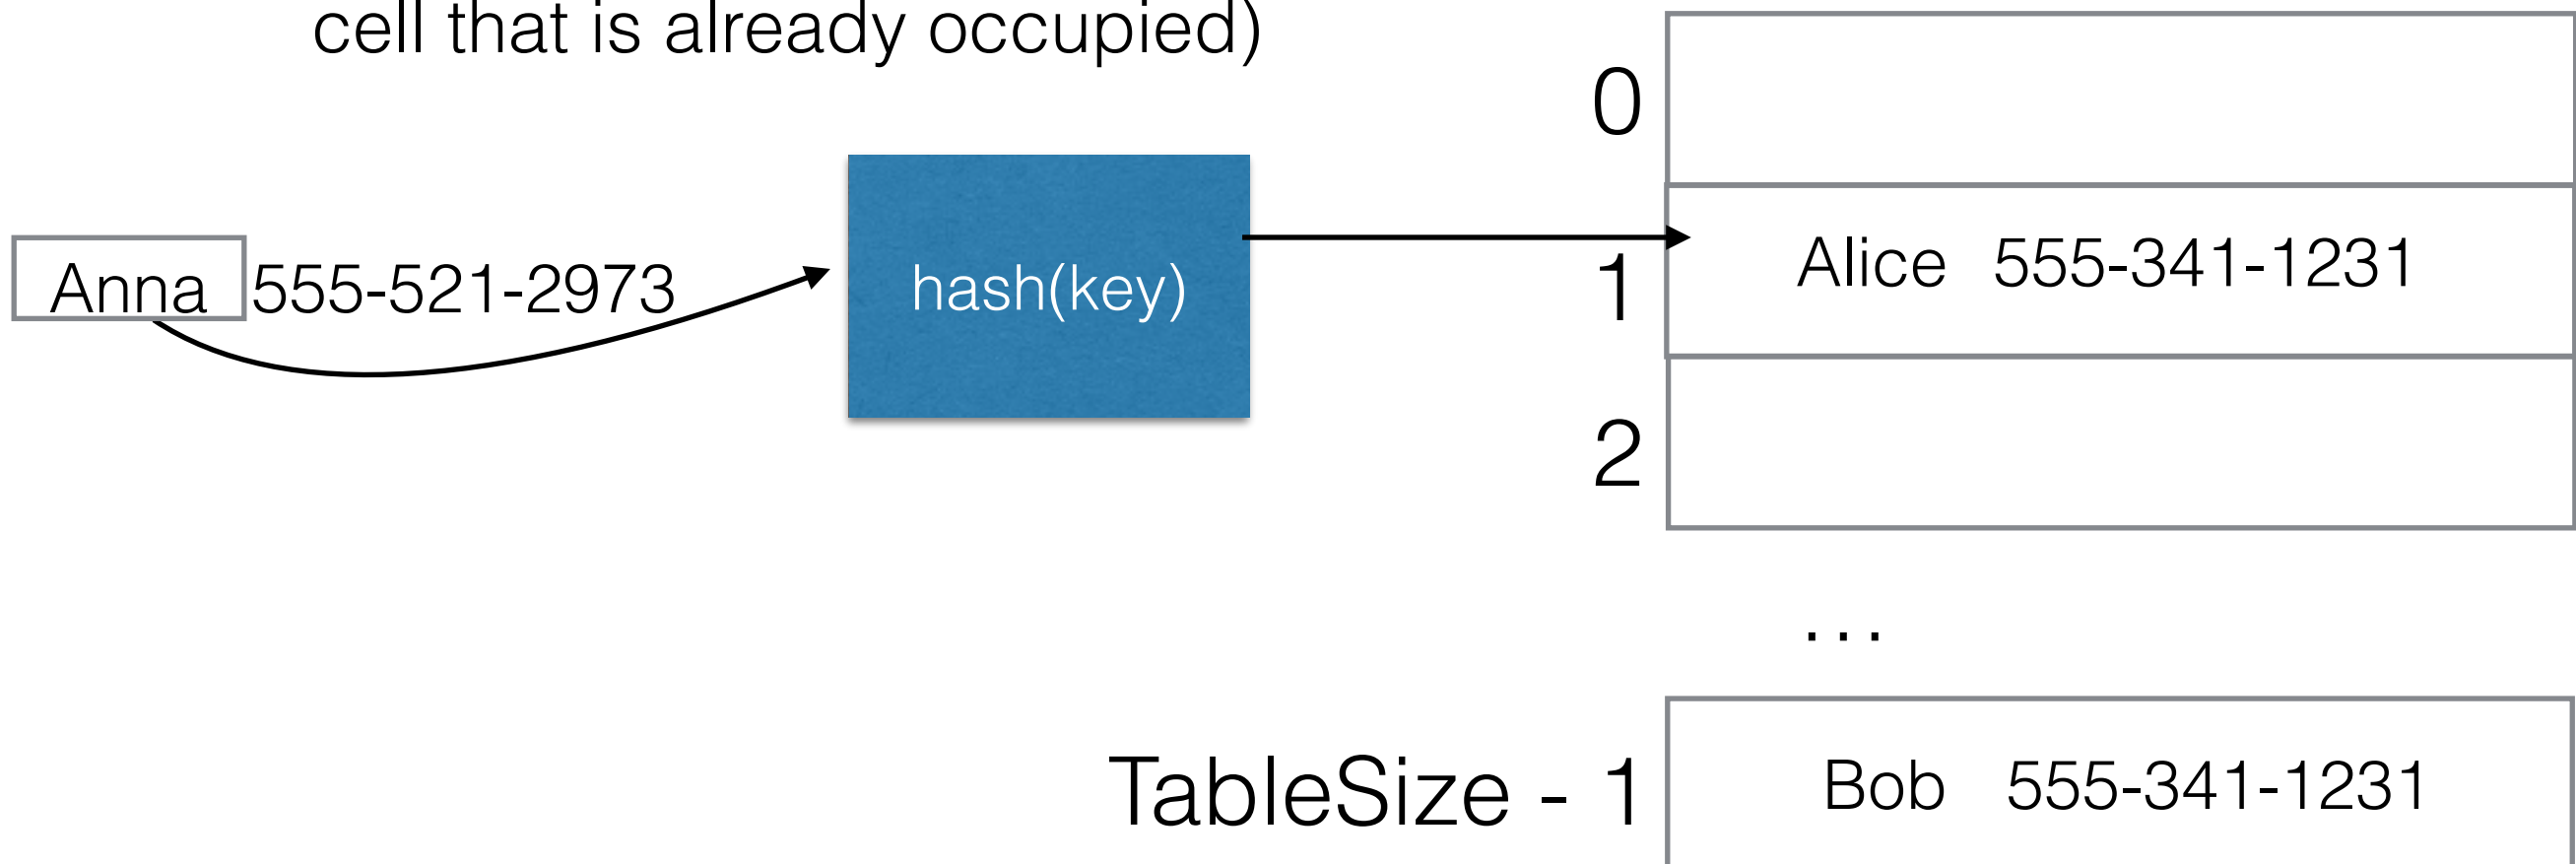 cell that is already occupied)
0
Anna 555-521-2973
hash(key)
1
Alice 555-341-1231
2
...
TableSize - 1
Bob 555-341-1231